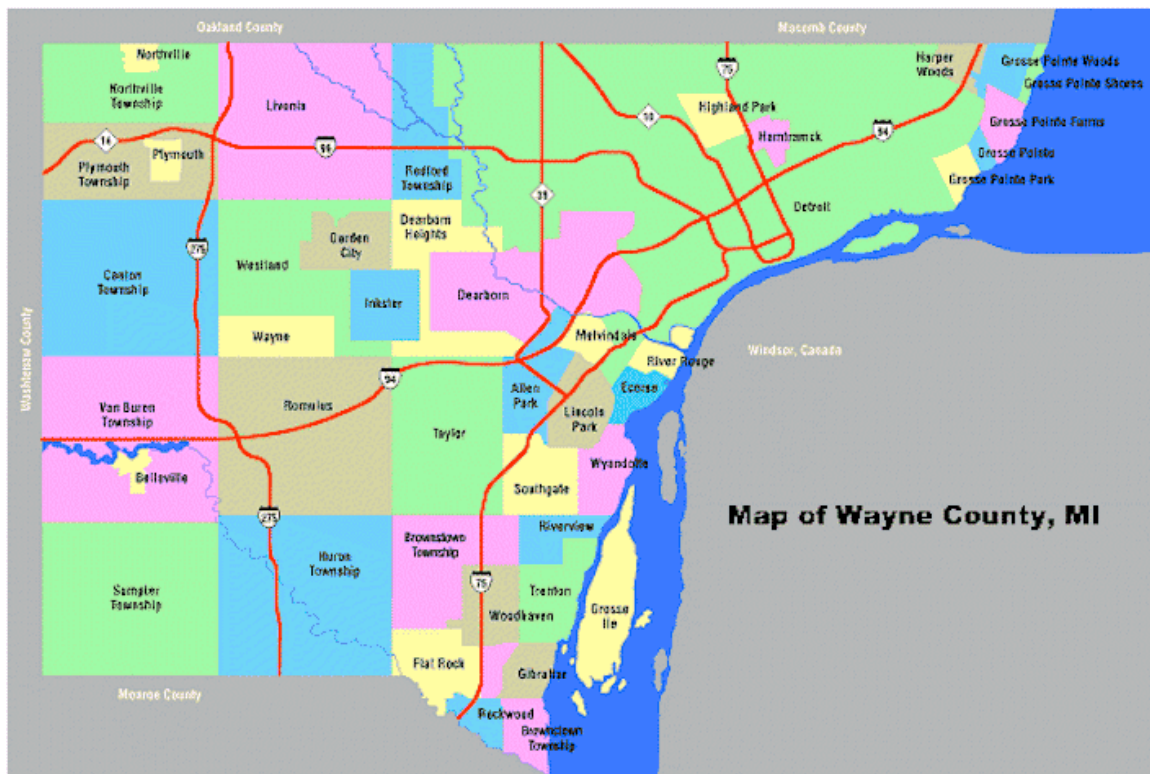 Oakland County
Macomb County
Northville
Northville
Township
Livonia
14
96
Plymouth
Plymouth
Township
Redford
Township
Highland Park
Hamtramck
75
10
94
Harper
Woods
Grosse Pointe Woods
Grosse Pointe Shores
Grosse Pointe Farms
Grosse Pointe
Grosse Pointe Park
Detroit
39
Dearborn
Heights
Garden
City
Westland
Canton
Township
275
Inkster
Dearborn
Wayne
Melvindale
River Rouge
Windsor, Canada
Washtenaw County
Ecorse
Allen
Park
Lincoln
Park
94
Romulus
Van Buren
Township
Taylor
Wyandotte
Belleville
Southgate
275
Map of Wayne County, MI
Riverview
Brownstown
Township
Huron
Township
Sumpter
Township
75
Trenton
Woodhaven
Grosse
Ile
Flat Rock
Gibraltar
Monroe County
Rockwood
Brownstown
Township